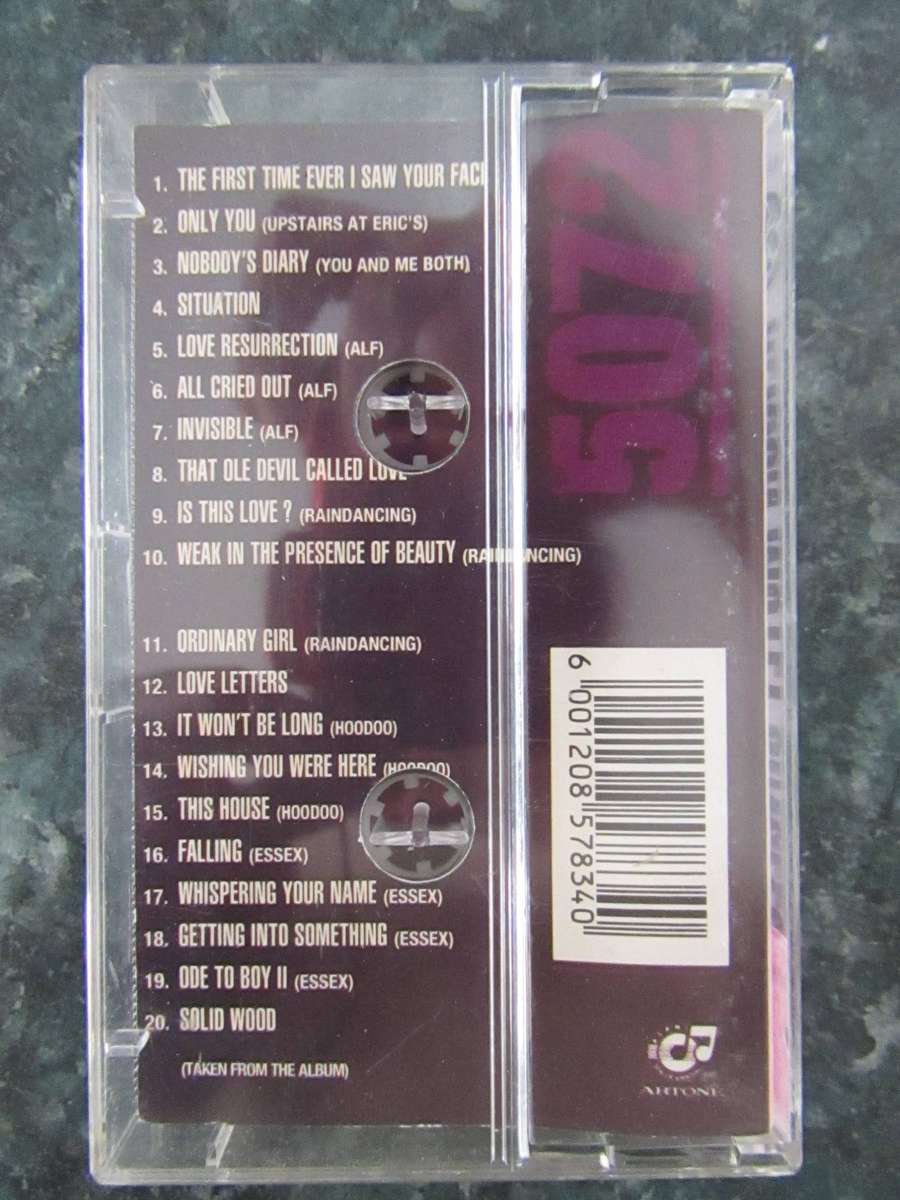 1. THE FIRST TIME EVER I SAW YOUR FACE
2. ONLY YOU (UPSTAIRS AT ERIC'S)
3. NOBODY'S DIARY (YOU AND ME BOTH)
4. SITUATION
5. LOVE RESURRECTION (ALF)
6. ALL CRIED OUT (ALF)
7. INVISIBLE (ALF)
8. THAT OLE DEVIL CALLED LOVE
9. IS THIS LOVE? (RAINDANCING)
10. WEAK IN THE PRESENCE OF BEAUTY (RAINDANCING)
11. ORDINARY GIRL (RAINDANCING)
12. LOVE LETTERS
13. IT WON'T BE LONG (HOODOO)
14. WISHING YOU WERE HERE (HOODOO)
15. THIS HOUSE (HOODOO)
16. FALLING (ESSEX)
17. WHISPERING YOUR NAME (ESSEX)
18. GETTING INTO SOMETHING (ESSEX)
19. ODE TO BOY II (ESSEX)
20. SOLID WOOD
(TAKEN FROM THE ALBUM)
6 001208 578340
ARTONE